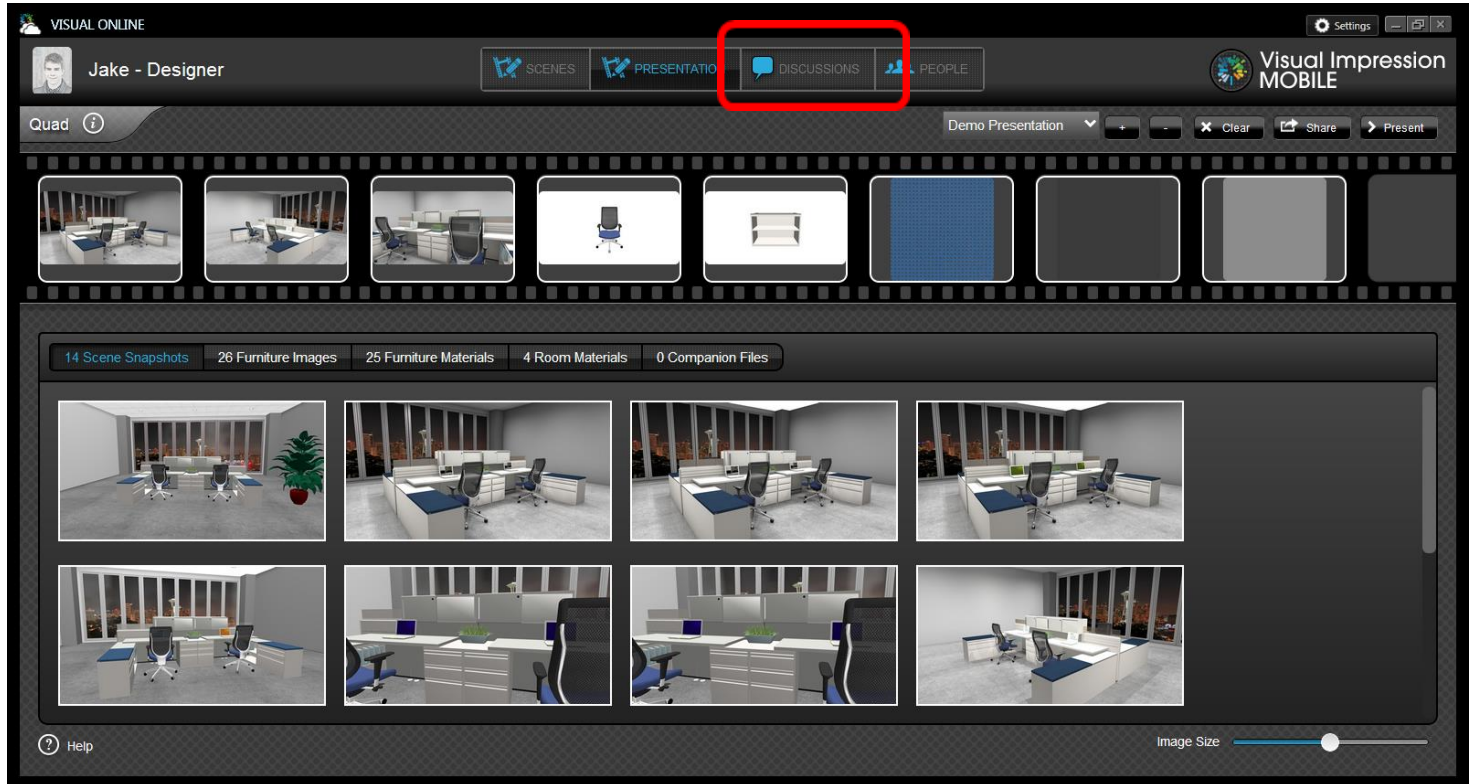 VISUAL ONLINE
Settings
Jake - Designer
SCENES
PRESENTATION
DISCUSSIONS
PEOPLE
Visual Impression
MOBILE
Quad
Demo Presentation
+
-
Clear
Share
Present
14 Scene Snapshots
26 Furniture Images
25 Furniture Materials
4 Room Materials
0 Companion Files
? Help
Image Size